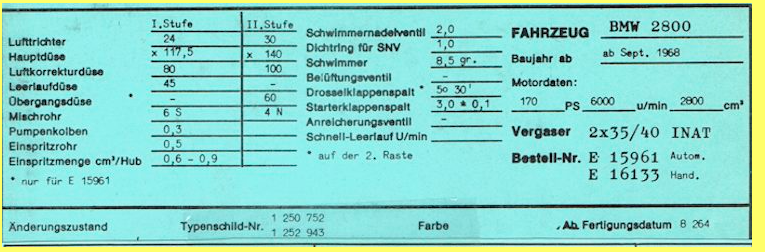 I.Stufe II.Stufe
Lufttrichter 24 30
Hauptdüse x 117,5 x 140
Luftkorrekturdüse 80 100
Leerlaufdüse 45 –
Übergangsdüse * – 60
Mischrohr 6 S 4 N
Pumpenkolben 0,3
Einspritzrohr 0,5
Einspritzmenge cm³/Hub 0,6 – 0,9
* nur für E 15961
Schwimmernadelventil 2,0
Dichtring für SNV 1,0
Schwimmer 8,5 gr.
Belüftungsventil –
Drosselklappenspalt * 5o 30'
Starterklappenspalt 3,0 ± 0,1
Anreicherungsventil –
Schnell-Leerlauf U/min
* auf der 2. Raste
FAHRZEUG BMW 2800
Baujahr ab ab Sept. 1968
Motordaten:
170 PS 6000 u/min 2800 cm³
Vergaser 2x35/40 INAT
Bestell-Nr. E 15961 Autom.
E 16133 Hand.
Änderungszustand Typenschild-Nr. 1 250 752
1 252 943
Farbe Ab Fertigungsdatum 8 264